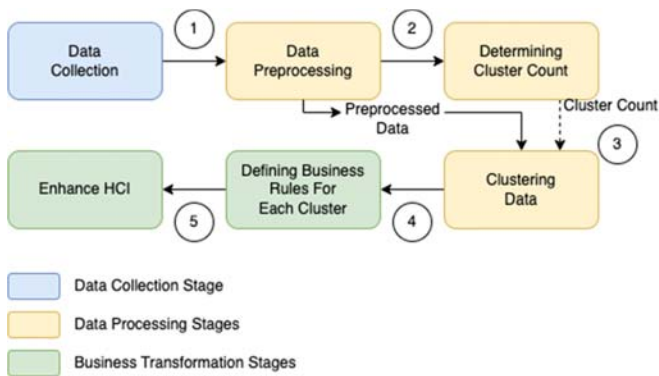 1
2
Data
Collection
Data
Preprocessing
Determining
Cluster Count
Preprocessed
Data
Cluster Count
3
Enhance HCI
Defining Business
Rules For
Each Cluster
Clustering
Data
5
4
Data Collection Stage
Data Processing Stages
Business Transformation Stages